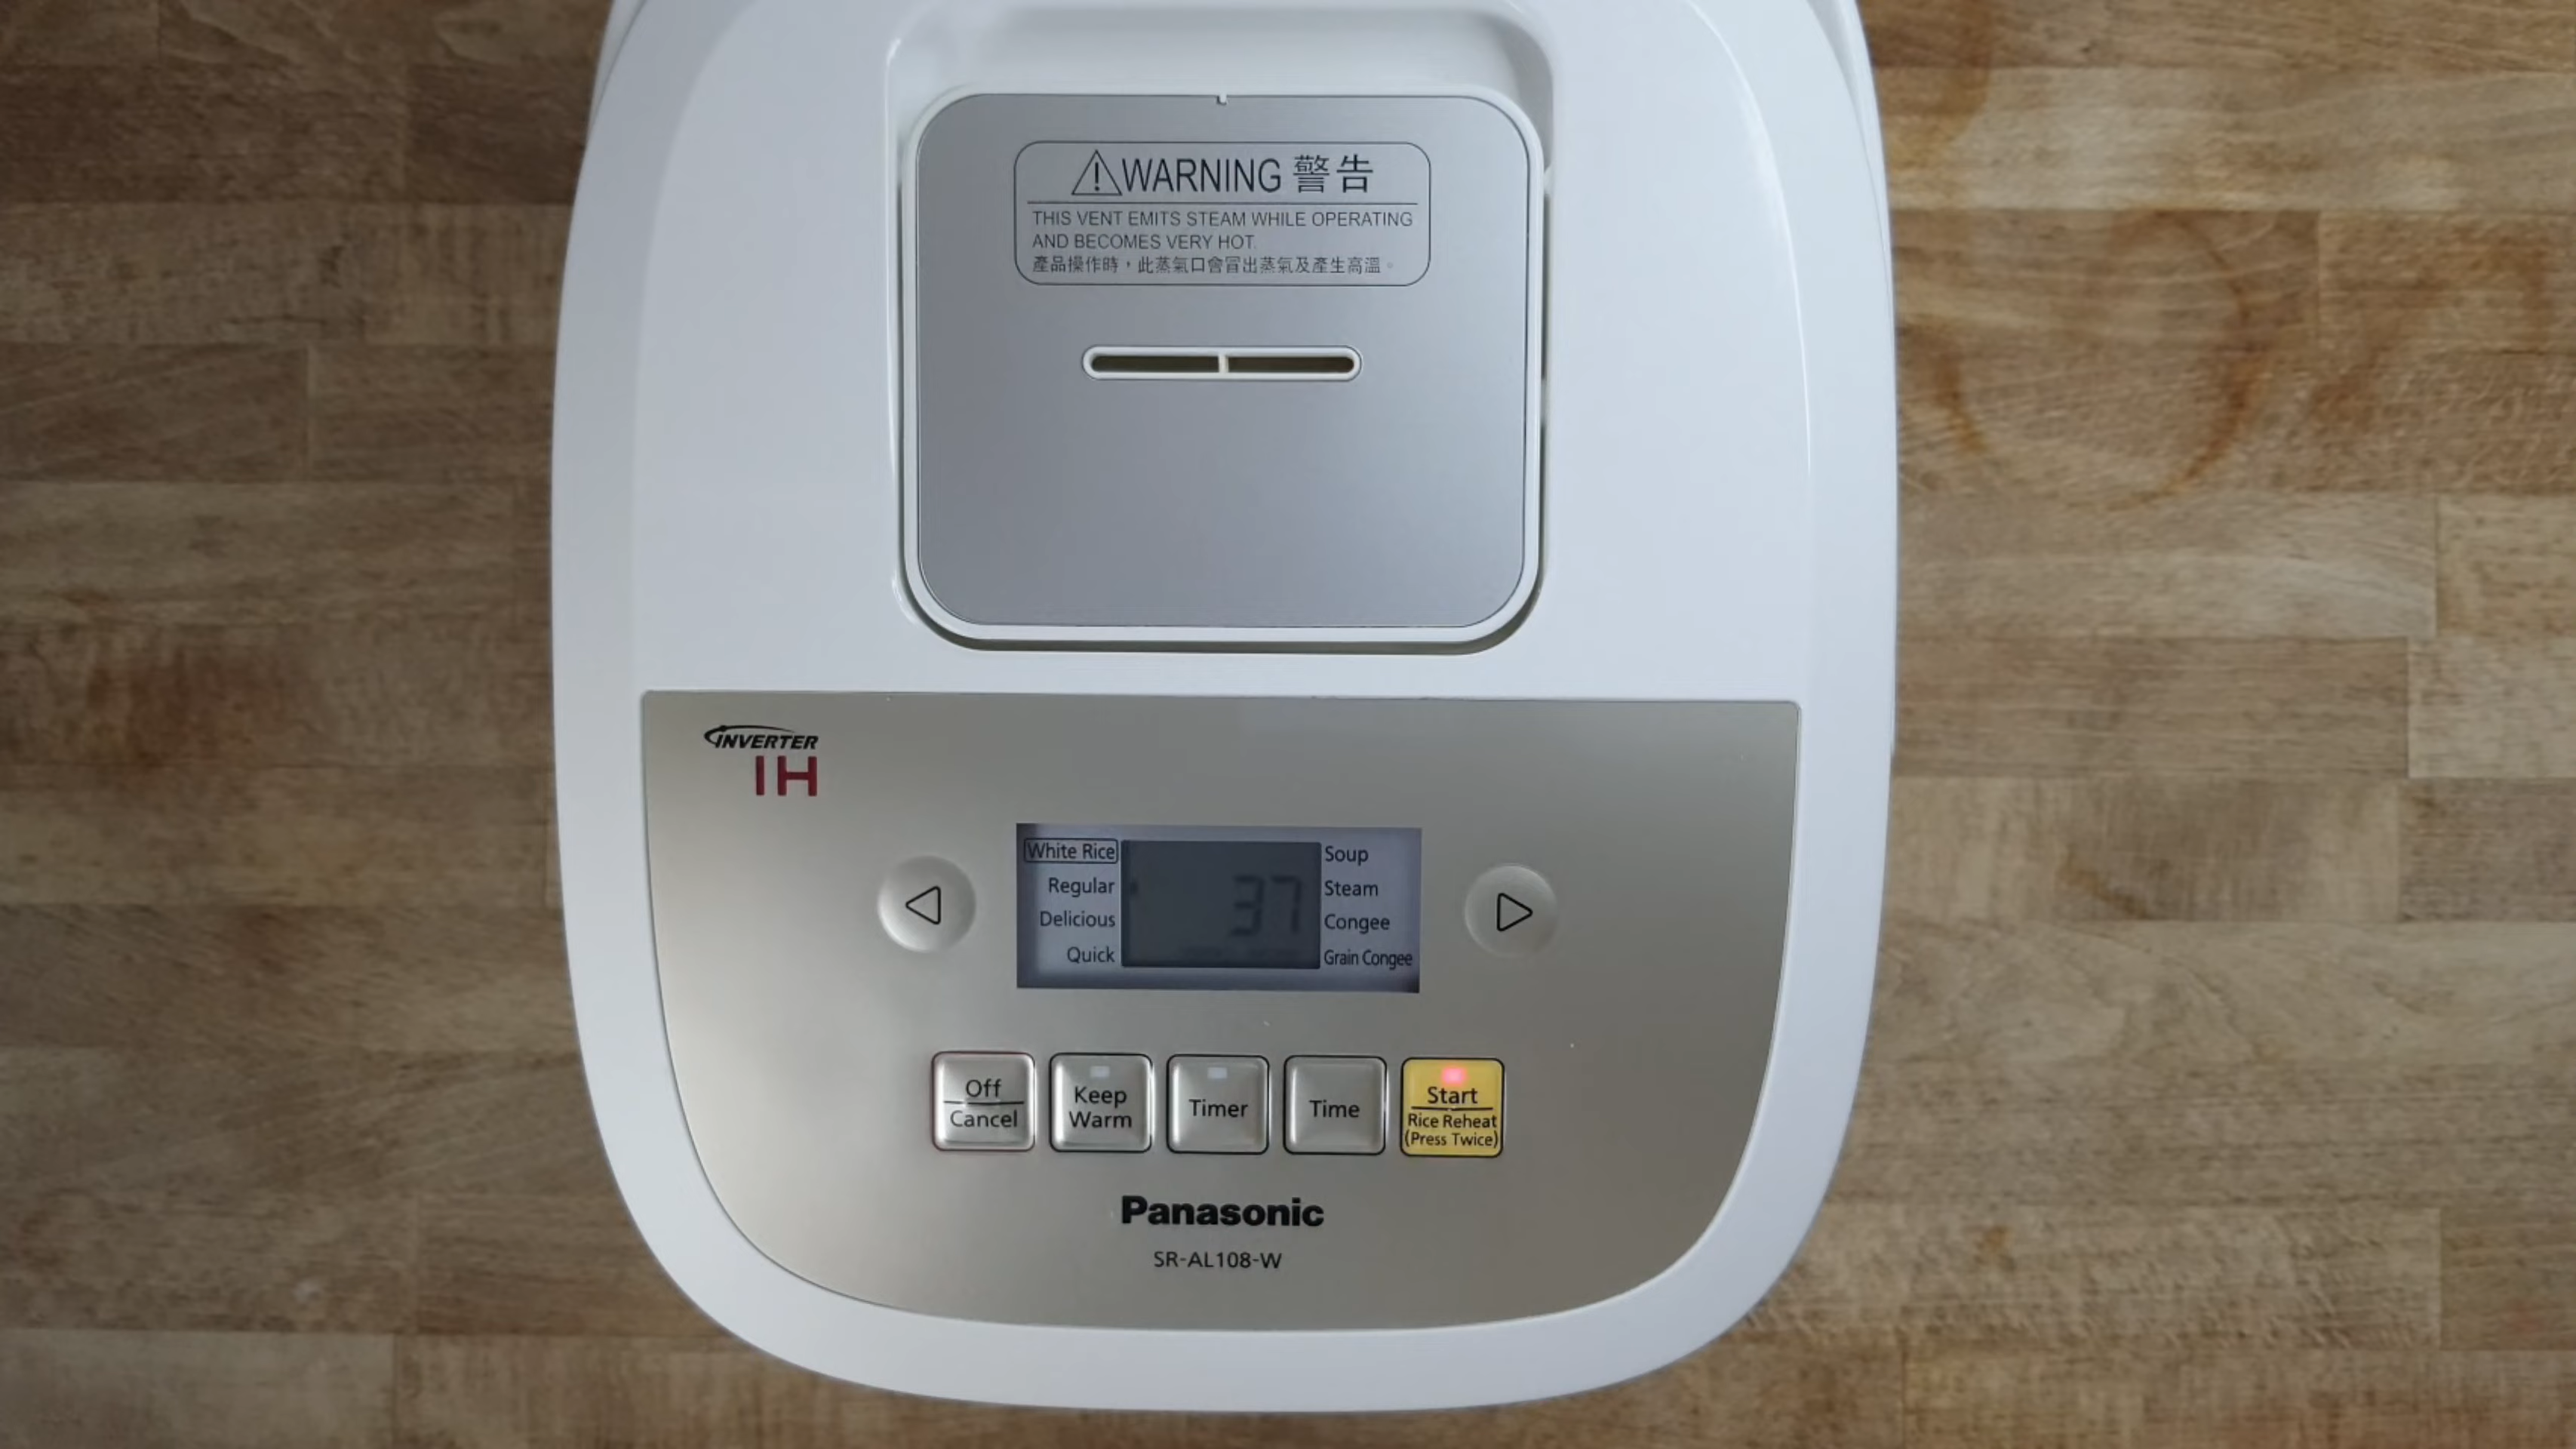 WARNING 警告
THIS VENT EMITS STEAM WHILE OPERATING
AND BECOMES VERY HOT.
產品操作時，此蒸氣口會冒出蒸氣及產生高溫。
INVERTER
IH
White Rice
Regular
Delicious
Quick
37
Soup
Steam
Congee
Grain Congee
Off
Cancel
Keep
Warm
Timer
Time
Start
Rice Reheat
(Press Twice)
Panasonic
SR-AL108-W